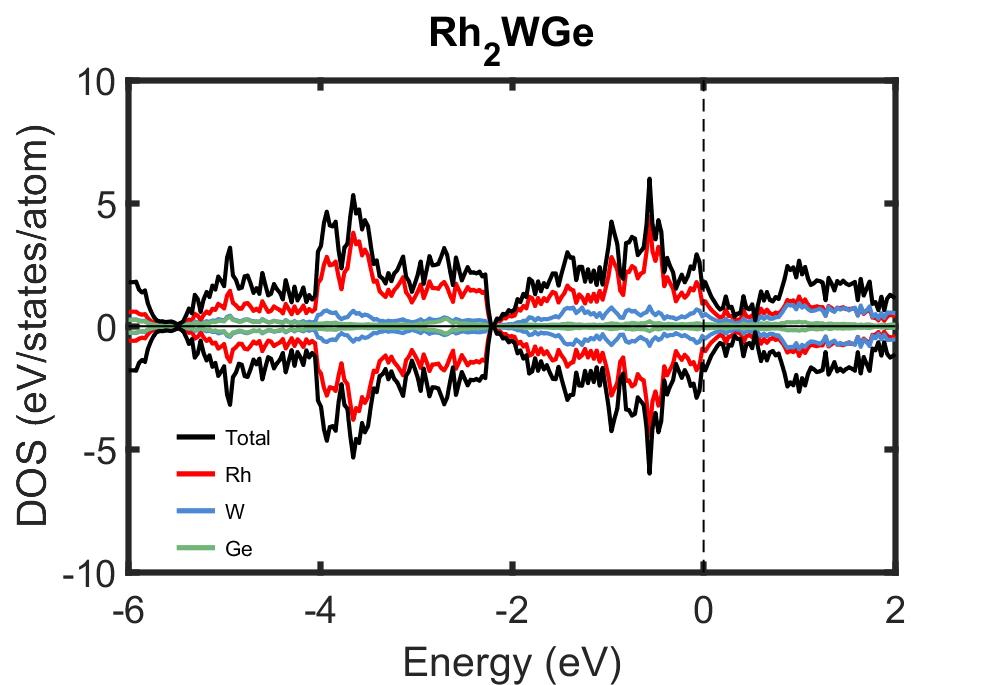 Rh2WGe
10
5
0
-5
-10
DOS (eV/states/atom)
Total
Rh
W
Ge
-6
-4
-2
0
2
Energy (eV)